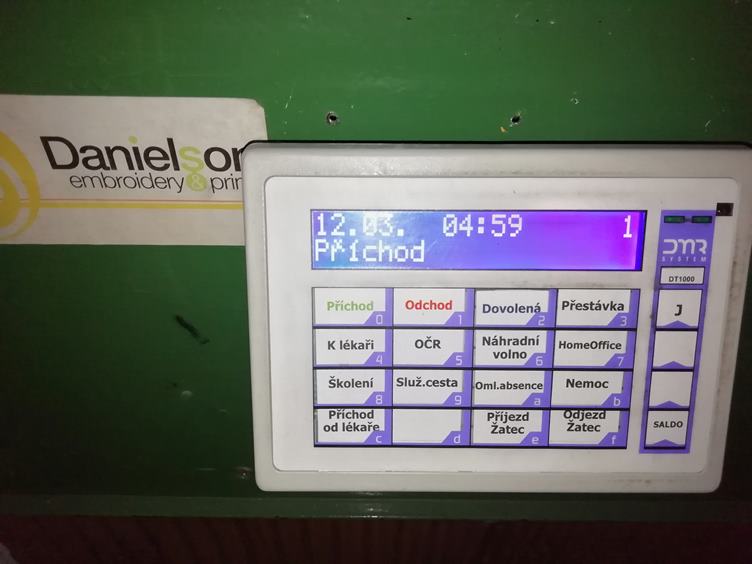 Danielson
embroidery & prin
12.03. 04:59 1
Příchod
DMR
SYSTEM
DT1000
Příchod 0
Odchod 1
Dovolená 2
Přestávka 3
J
K lékaři 4
OČR 5
Náhradní
volno 6
HomeOffice 7
Školení 8
Služ.cesta 9
Oml.absence a
Nemoc b
Příchod
od lékaře c
d
Příjezd
Žatec e
Odjezd
Žatec f
SALDO